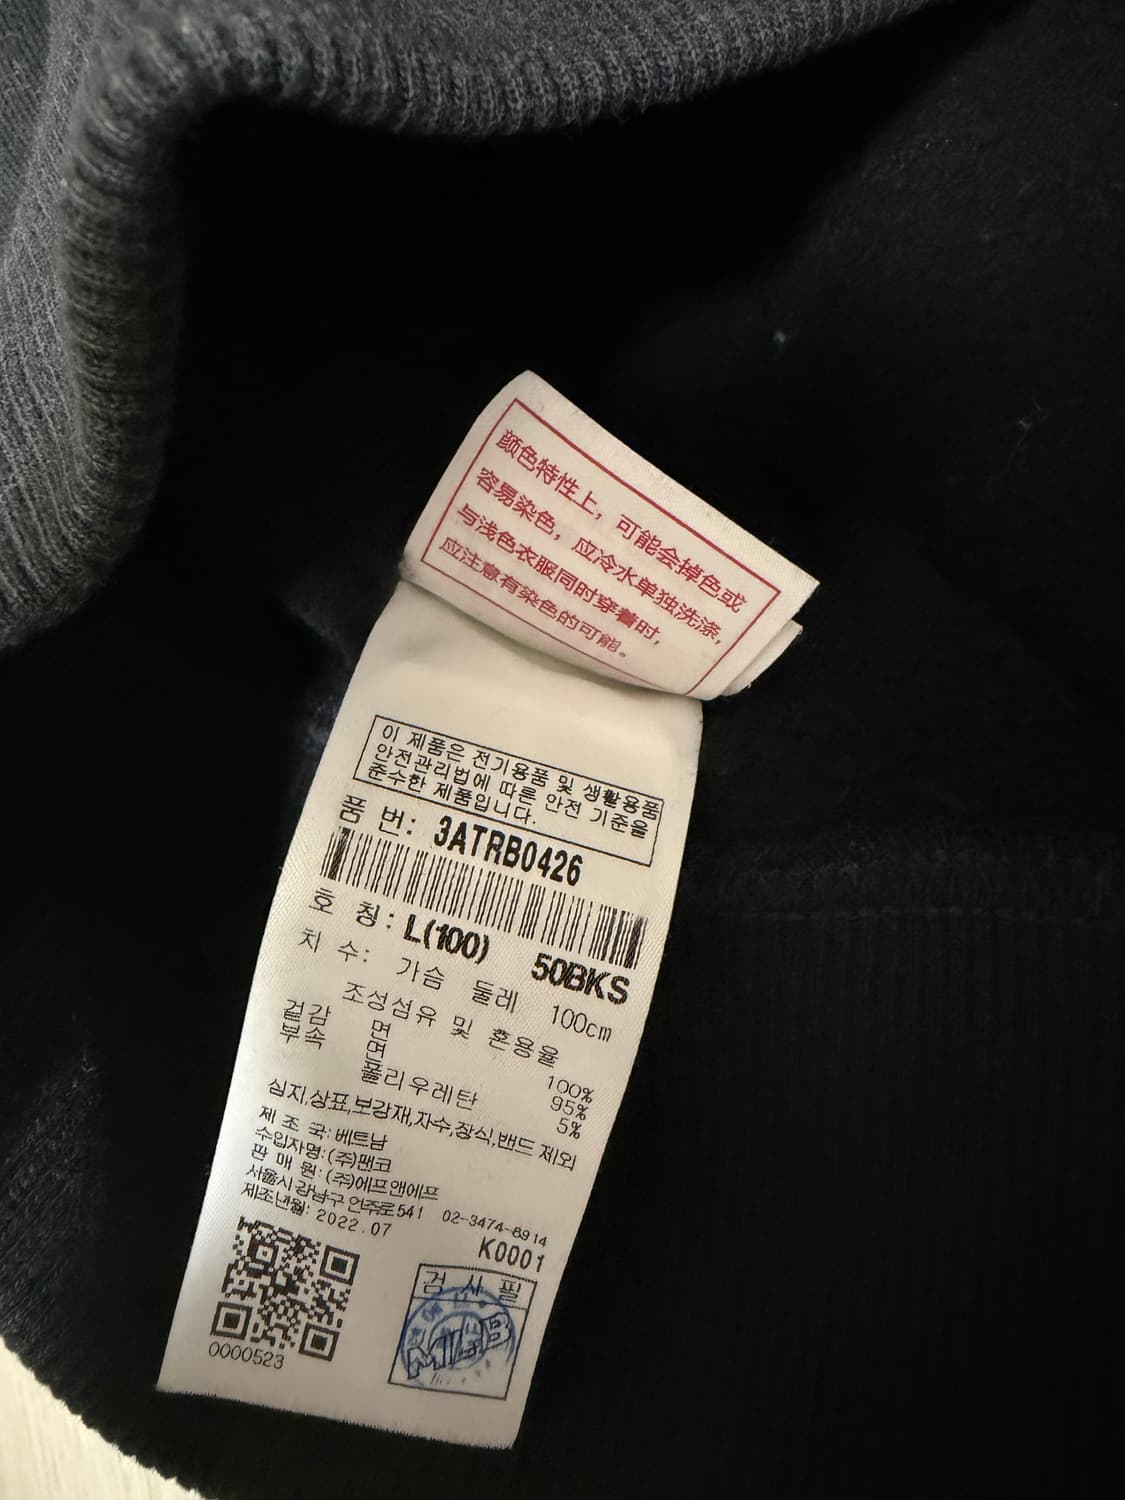 颜色特性上，可能会掉色或
容易染色，应冷水单独洗涤，
与浅色衣服同时穿着时，
应注意有染色的可能。
이 제품은 전기용품 및 생활용품
안전관리법에 따른 안전 기준을
준수한 제품입니다.
품 번: 3ATRB0426
호 칭: L(100) 50BKS
치 수: 가슴 둘레 100cm
조성섬유 및 혼용율
겉감 면 100%
부속 면 95%
폴리우레탄 5%
심지,상표,보강재,자수,장식,밴드 제외
제 조 국: 베트남
수입자명: (주)팬코
판 매 원: (주)에프앤에프
서울시 강남구 언주로541 02-3474-8914
제조년월: 2022.07
K0001
0000523
검 사 필
MLB